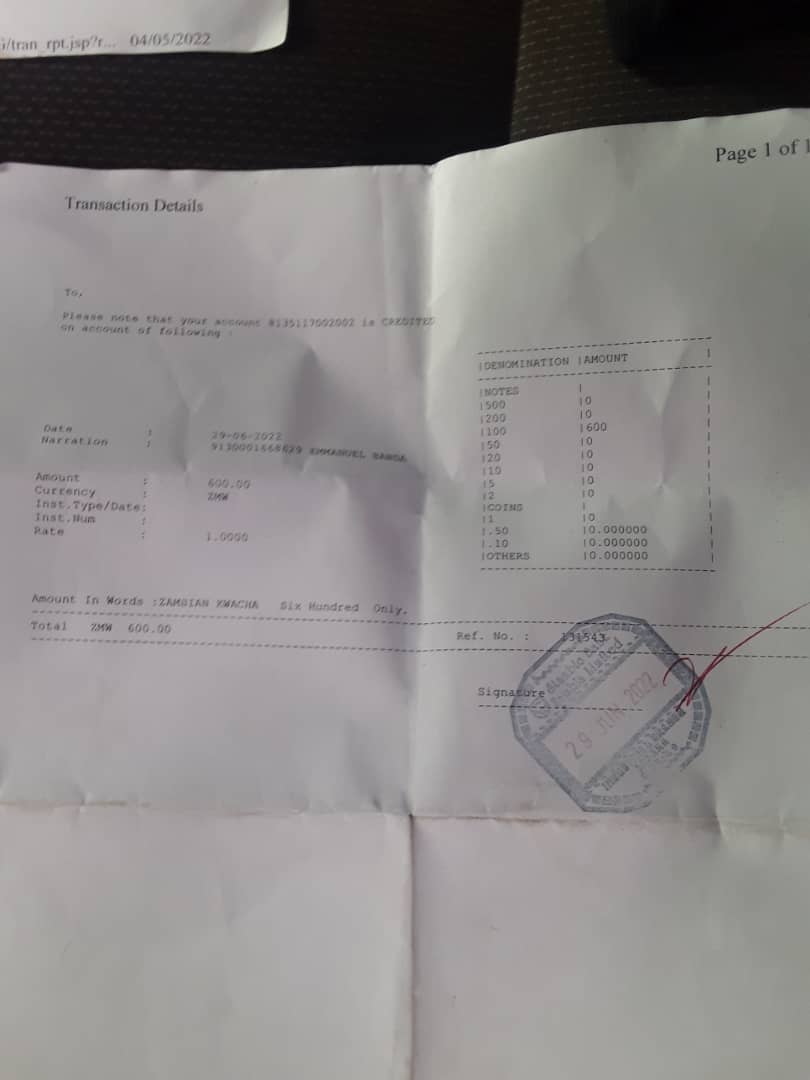 i/tran_rpt.jsp?r... 04/05/2022
Page 1 of 1
Transaction Details
To,
Please note that your account 9135117002002 is CREDITED
on account of following :
Date : 29-06-2022
Narration : 9130001668629 EMMANUEL BANDA
Amount : 600.00
Currency : ZMW
Inst.Type/Date:
Inst.Num :
Rate : 1.0000
|DENOMINATION |AMOUNT |
|NOTES | |
|500 |0 |
|200 |0 |
|100 |600 |
|50 |0 |
|20 |0 |
|10 |0 |
|5 |0 |
|2 |0 |
|COINS | |
|1 |0 |
|.50 |0.000000 |
|.10 |0.000000 |
|OTHERS |0.000000 |
Amount In Words :ZAMBIAN KWACHA Six Hundred Only.
Total ZMW 600.00
Ref. No. : 131543
Signature
Limited
29 JUN 2022